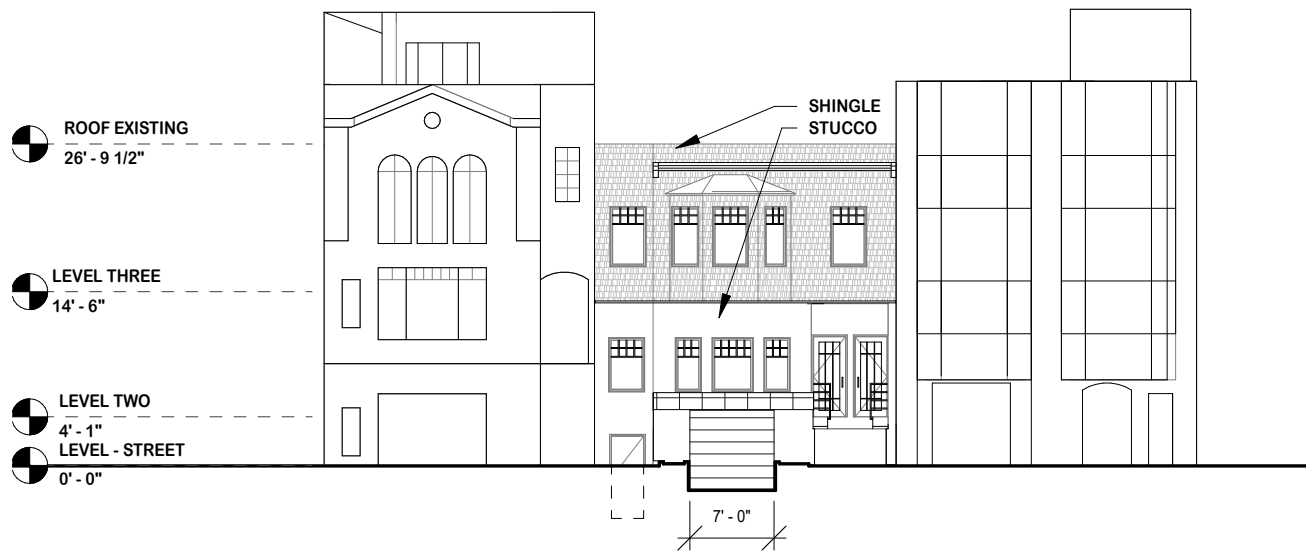 SHINGLE
STUCCO
ROOF EXISTING
26' - 9 1/2"
LEVEL THREE
14' - 6"
LEVEL TWO
4' - 1"
LEVEL - STREET
0' - 0"
7' - 0"